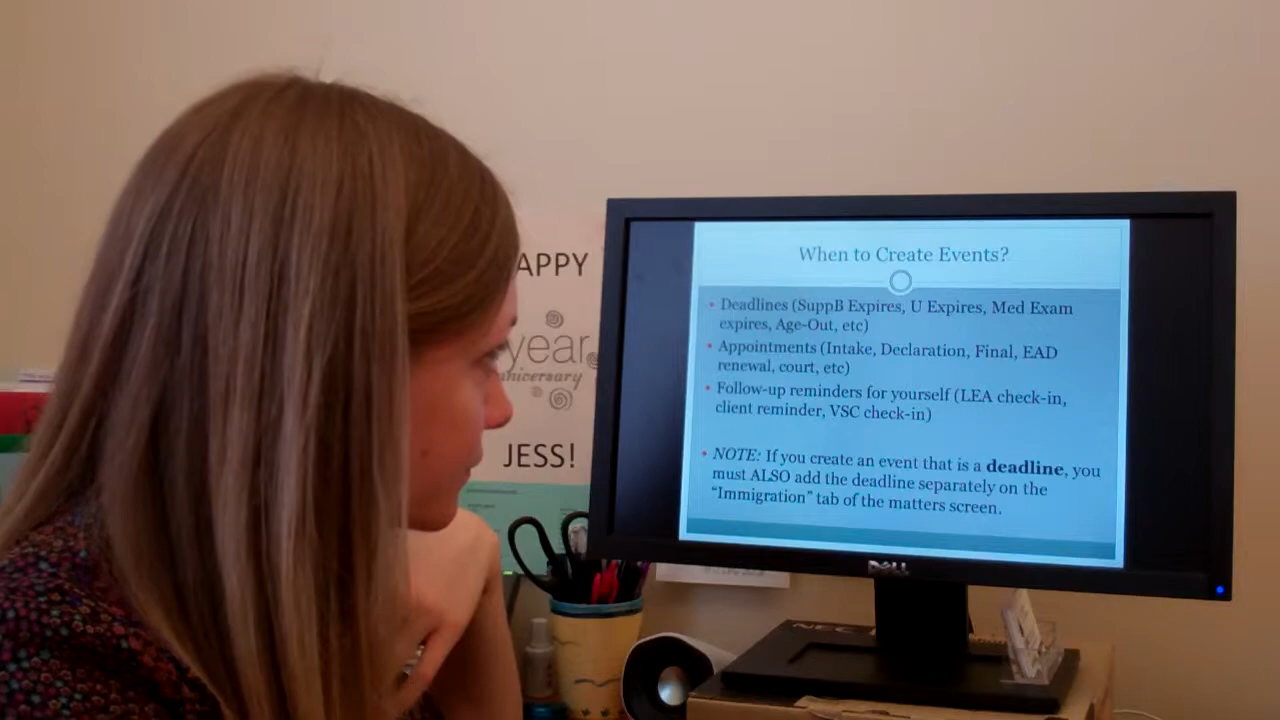 APPY
year
niversary
JESS!
When to Create Events?
• Deadlines (SuppB Expires, U Expires, Med Exam
expires, Age-Out, etc)
• Appointments (Intake, Declaration, Final, EAD
renewal, court, etc)
• Follow-up reminders for yourself (LEA check-in,
client reminder, VSC check-in)
• NOTE: If you create an event that is a deadline, you
must ALSO add the deadline separately on the
“Immigration” tab of the matters screen.
DELL
NEC